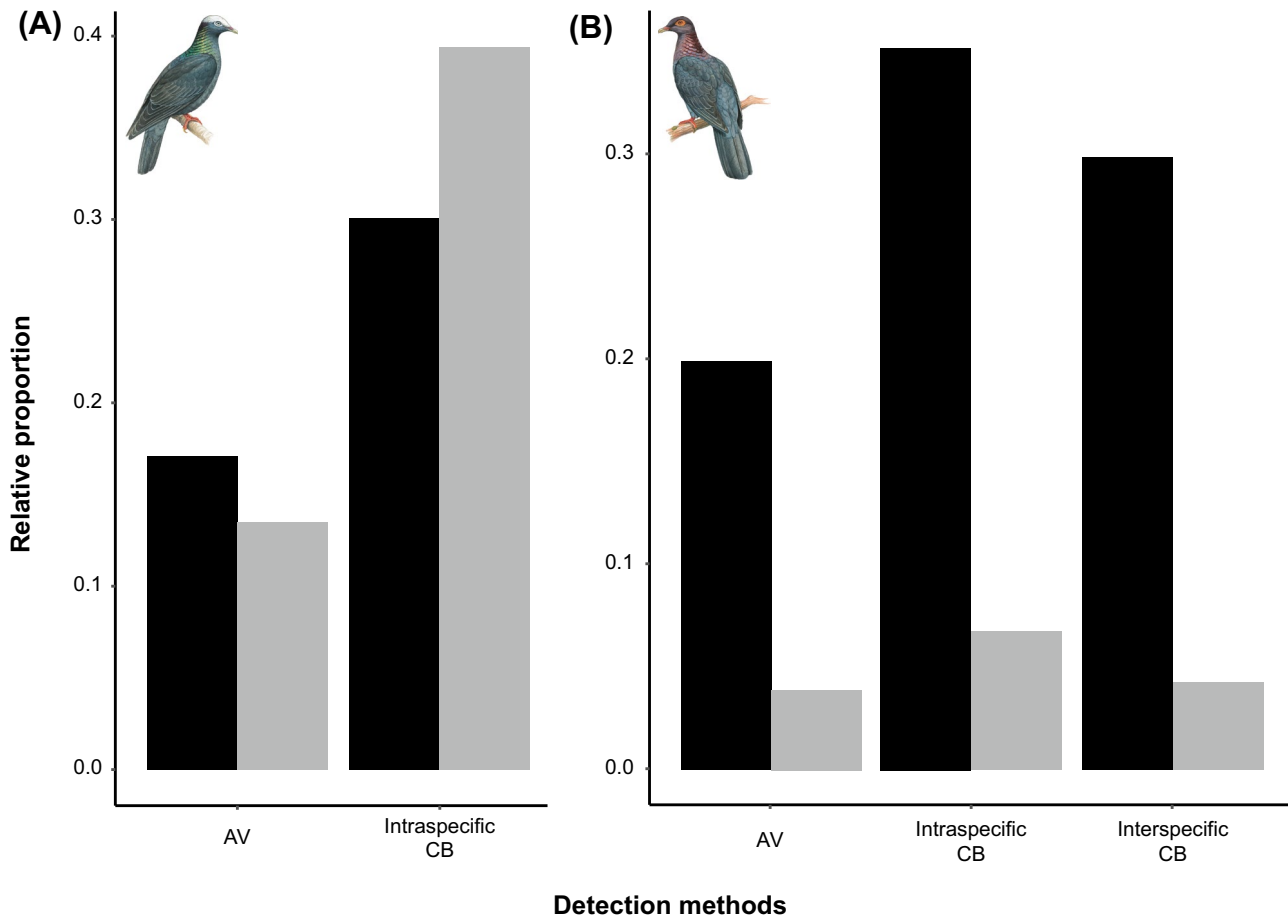 (A)
0.4
0.3
0.2
0.1
0.0
Relative proportion
AV
Intraspecific
CB
(B)
0.3
0.2
0.1
0.0
AV
Intraspecific
CB
Interspecific
CB
Detection methods